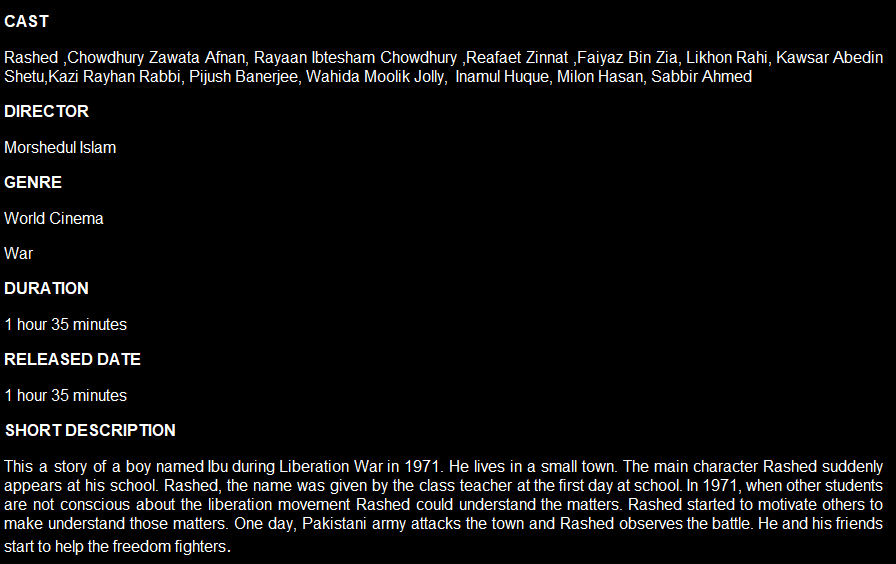 CAST
Rashed ,Chowdhury Zawata Afnan, Rayaan Ibtesham Chowdhury ,Reafaet Zinnat ,Faiyaz Bin Zia, Likhon Rahi, Kawsar Abedin
Shetu,Kazi Rayhan Rabbi, Pijush Banerjee, Wahida Moolik Jolly, Inamul Huque, Milon Hasan, Sabbir Ahmed
DIRECTOR
Morshedul Islam
GENRE
World Cinema
War
DURATION
1 hour 35 minutes
RELEASED DATE
1 hour 35 minutes
SHORT DESCRIPTION
This a story of a boy named Ibu during Liberation War in 1971. He lives in a small town. The main character Rashed suddenly
appears at his school. Rashed, the name was given by the class teacher at the first day at school. In 1971, when other students
are not conscious about the liberation movement Rashed could understand the matters. Rashed started to motivate others to
make understand those matters. One day, Pakistani army attacks the town and Rashed observes the battle. He and his friends
start to help the freedom fighters.